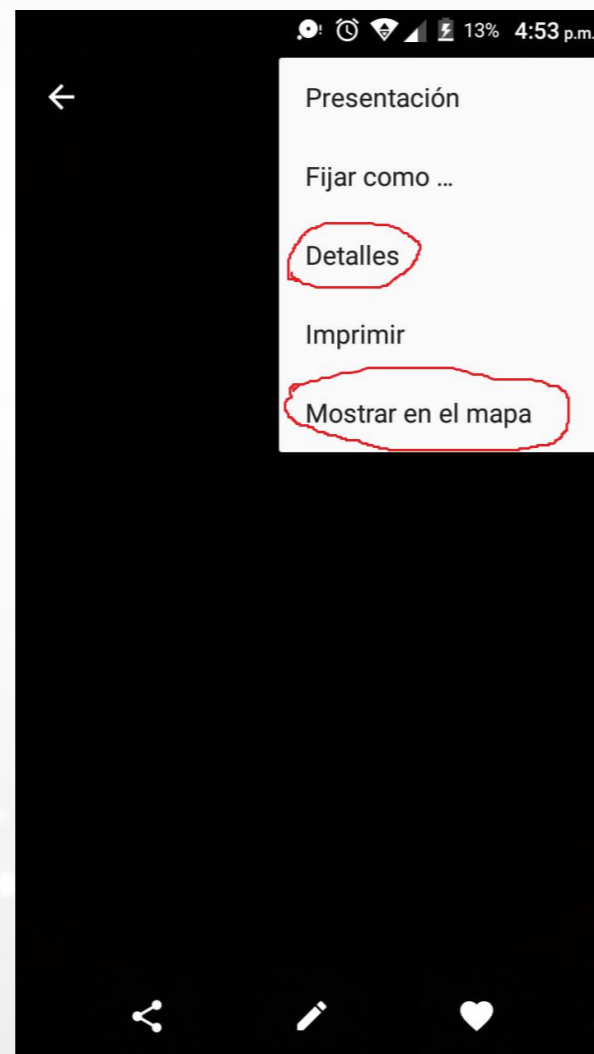 13% 4:53 p.m.
Presentación
Fijar como ...
Detalles
Imprimir
Mostrar en el mapa